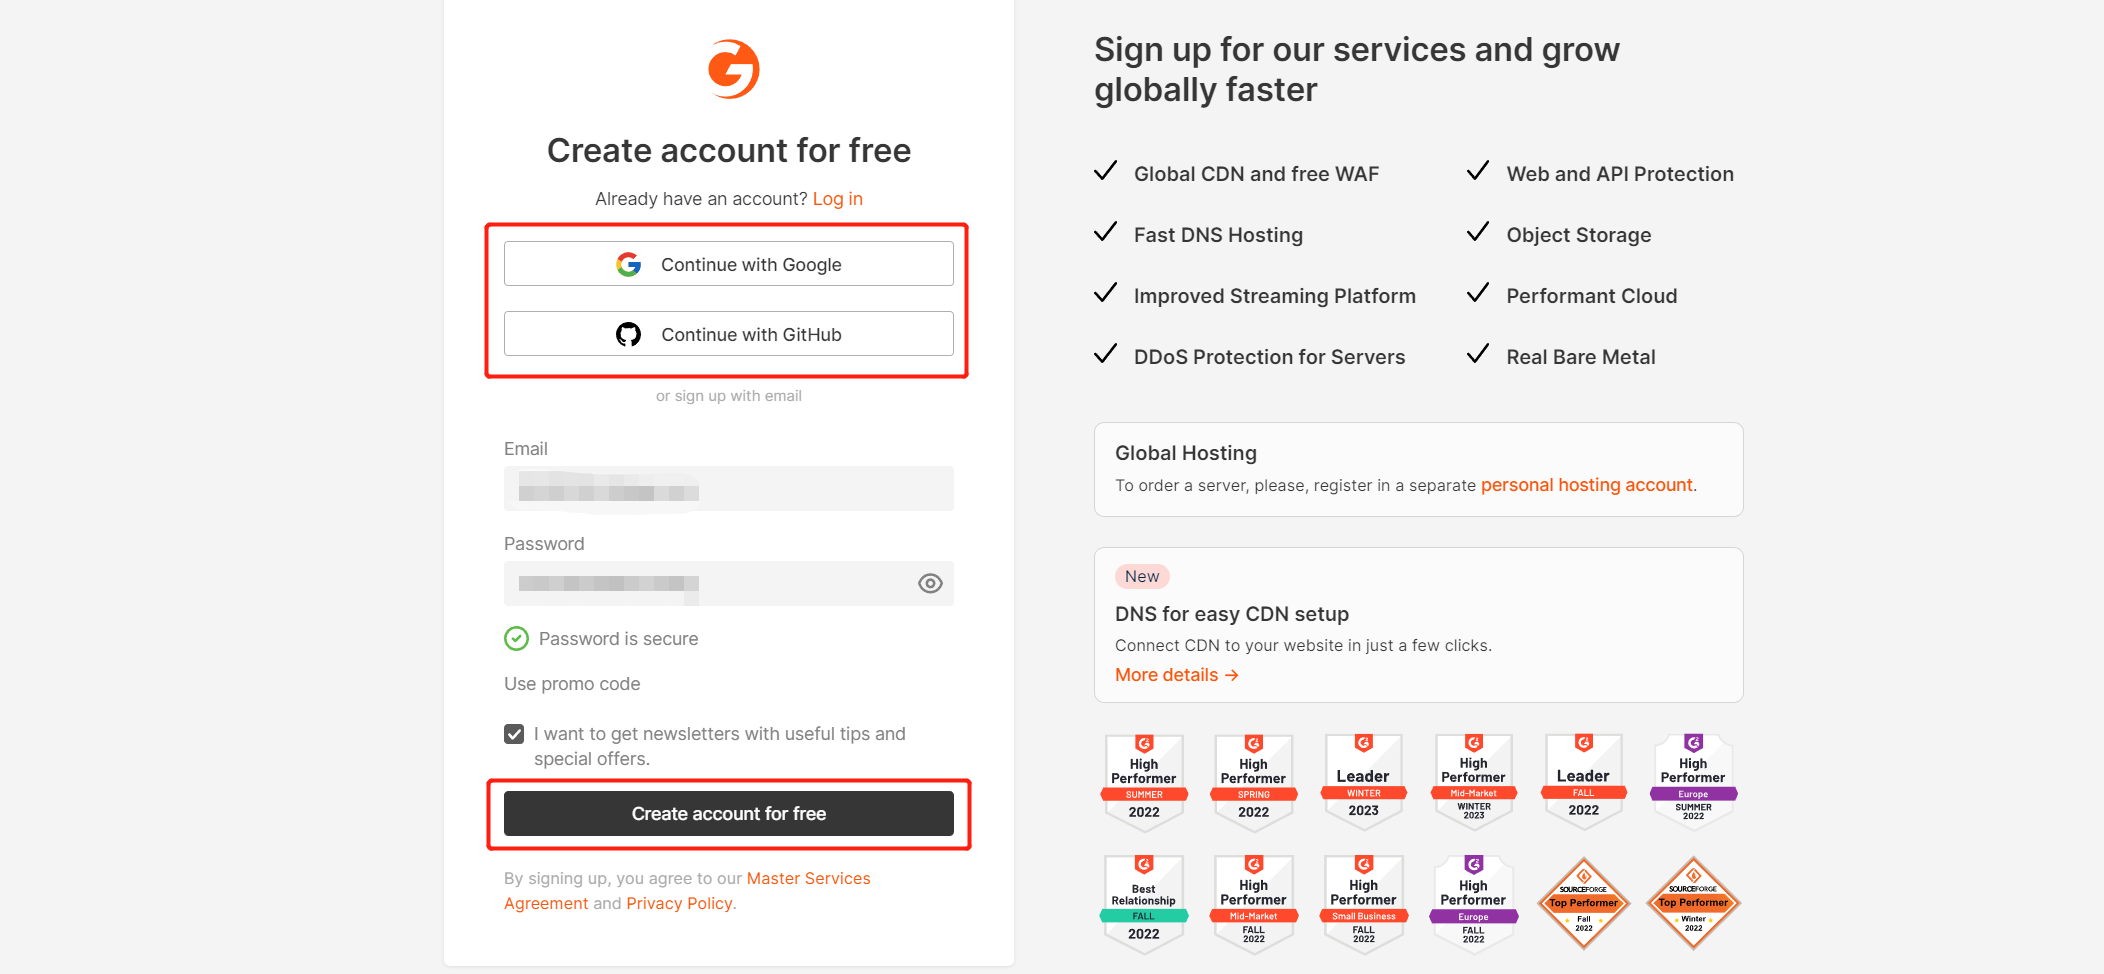 Create account for free
Already have an account? Log in
Continue with Google
Continue with GitHub
or sign up with email
Email
Password
Password is secure
Use promo code
I want to get newsletters with useful tips and
special offers.
Create account for free
By signing up, you agree to our Master Services
Agreement and Privacy Policy.
Sign up for our services and grow
globally faster
Global CDN and free WAF
Web and API Protection
Fast DNS Hosting
Object Storage
Improved Streaming Platform
Performant Cloud
DDoS Protection for Servers
Real Bare Metal
Global Hosting
To order a server, please, register in a separate personal hosting account.
New
DNS for easy CDN setup
Connect CDN to your website in just a few clicks.
More details →
High
Performer
SUMMER
2022
High
Performer
SPRING
2022
Leader
WINTER
2023
High
Performer
Mid-Market
WINTER
2023
Leader
FALL
2022
High
Performer
Europe
SUMMER
2022
Best
Relationship
FALL
2022
High
Performer
Mid-Market
FALL
2022
High
Performer
Small Business
FALL
2022
High
Performer
Europe
FALL
2022
SOURCEFORGE
Top Performer
Fall
2022
SOURCEFORGE
Top Performer
Winter
2022